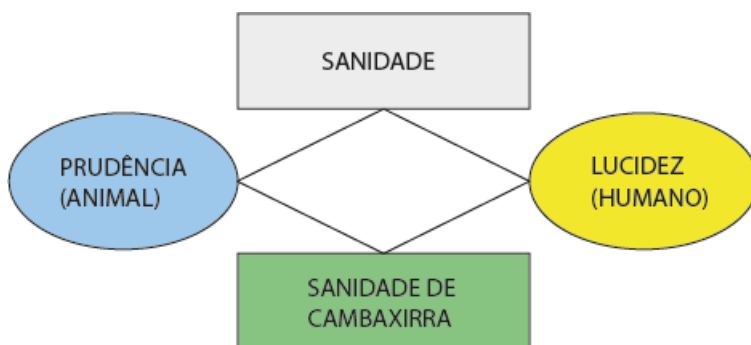 SANIDADE
PRUDÊNCIA
(ANIMAL)
LUCIDEZ
(HUMANO)
SANIDADE DE
CAMBAXIRRA